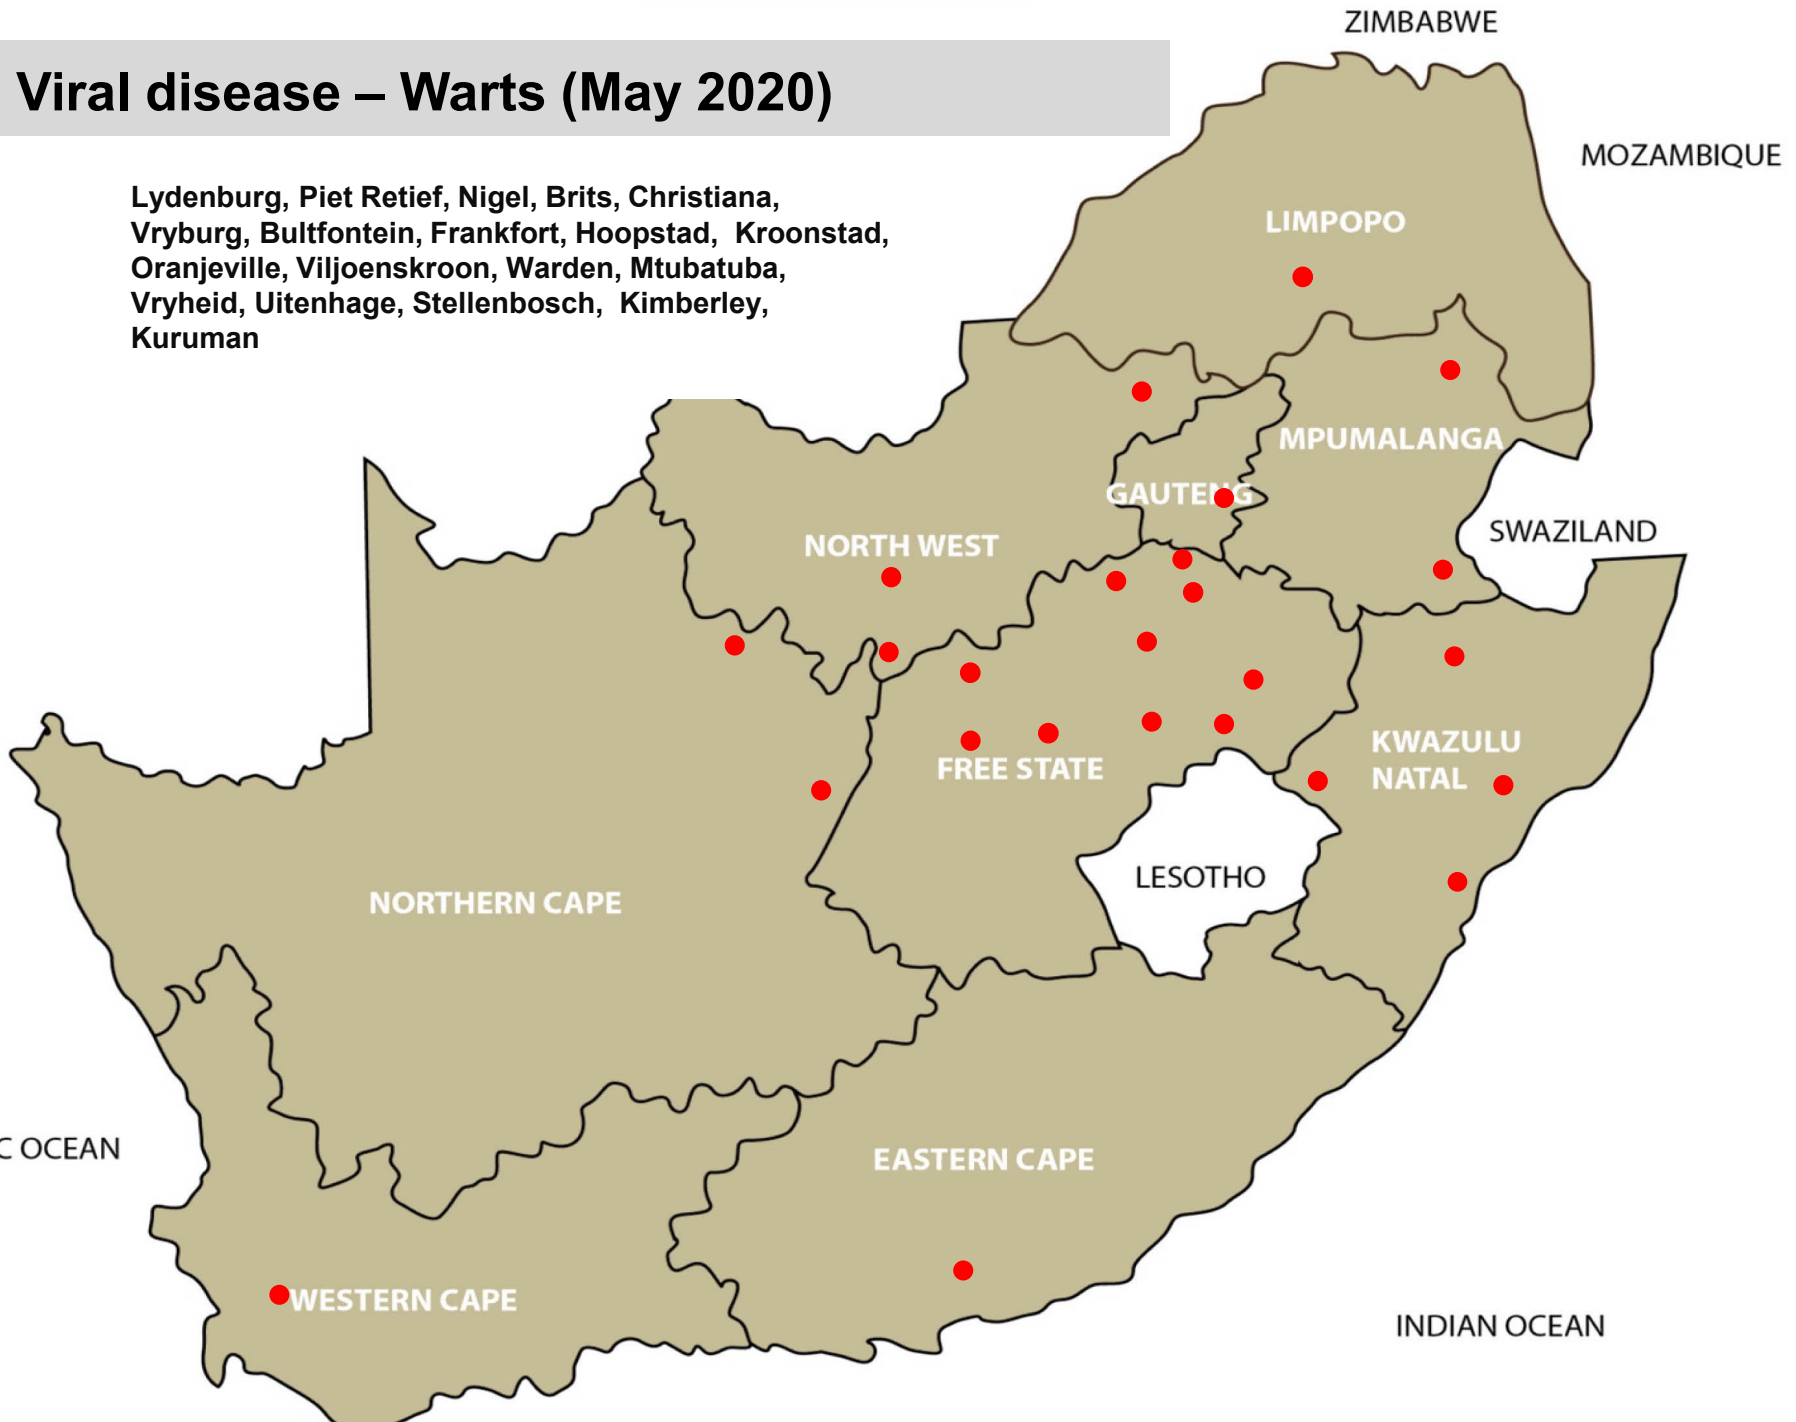 ZIMBABWE
Viral disease – Warts (May 2020)
MOZAMBIQUE
Lydenburg, Piet Retief, Nigel, Brits, Christiana,
Vryburg, Bultfontein, Frankfort, Hoopstad, Kroonstad,
Oranjeville, Viljoenskroon, Warden, Mtubatuba,
Vryheid, Uitenhage, Stellenbosch, Kimberley,
Kuruman
LIMPOPO
MPUMALANGA
GAUTENG
SWAZILAND
NORTH WEST
KWAZULU
NATAL
FREE STATE
LESOTHO
NORTHERN CAPE
C OCEAN
EASTERN CAPE
WESTERN CAPE
INDIAN OCEAN